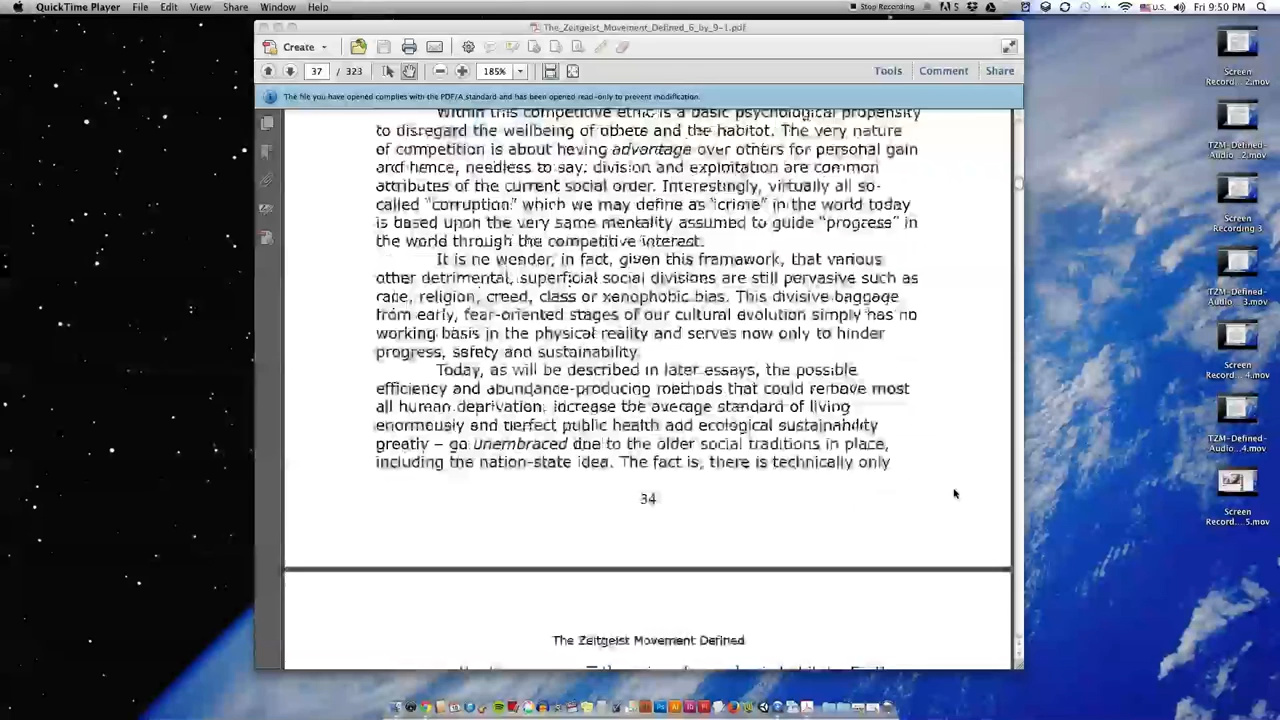 QuickTime Player File Edit View Share Window Help Stop Recording 5 U.S. Fri 9:50 PM
The_Zeitgeist_Movement_Defined_6_by_9-1.pdf
Create
37 / 323 185% Tools Comment Share
The file you have opened complies with the PDF/A standard and has been opened read-only to prevent modification.
Within this competitive ethic is a basic psychological propensity
to disregard the wellbeing of others and the habitat. The very nature
of competition is about having advantage over others for personal gain
and hence, needless to say: division and exploitation are common
attributes of the current social order. Interestingly, virtually all so-
called "corruption" which we may define as "crime" in the world today
is based upon the very same mentality assumed to guide "progress" in
the world through the competitive interest.
It is no wonder, in fact, given this framework, that various
other detrimental, superficial social divisions are still pervasive such as
race, religion, creed, class or xenophobic bias. This divisive baggage
from early, fear-oriented stages of our cultural evolution simply has no
working basis in the physical reality and serves now only to hinder
progress, safety and sustainability.
Today, as will be described in later essays, the possible
efficiency and abundance-producing methods that could remove most
all human deprivation, increase the average standard of living
enormously and perfect public health and ecological sustainability
greatly – go unembraced due to the older social traditions in place,
including the nation-state idea. The fact is, there is technically only
34
The Zeitgeist Movement Defined
Screen
Record... 2.mov
TZM-Defined-
Audio ...2.mov
Screen
Recording 3
TZM-Defined-
Audio ...3.mov
Screen
Record... 4.mov
TZM-Defined-
Audio ...4.mov
Screen
Record... 5.mov